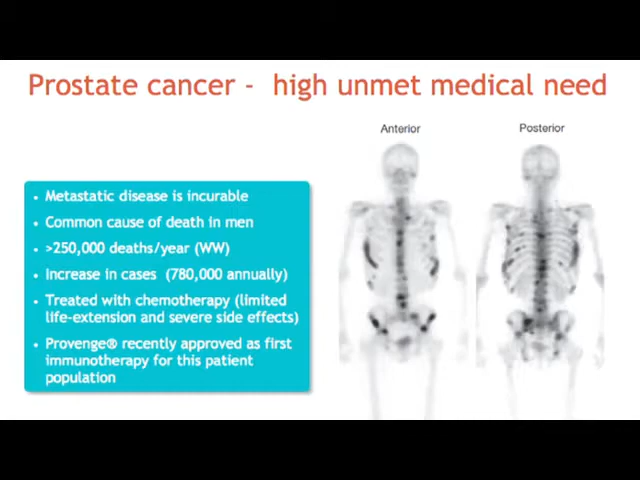 Prostate cancer -  high unmet medical need
Anterior
Posterior
• Metastatic disease is incurable
• Common cause of death in men
• >250,000 deaths/year (WW)
• Increase in cases  (780,000 annually)
• Treated with chemotherapy (limited
life-extension and severe side effects)
• Provenge® recently approved as first
immunotherapy for this patient
population